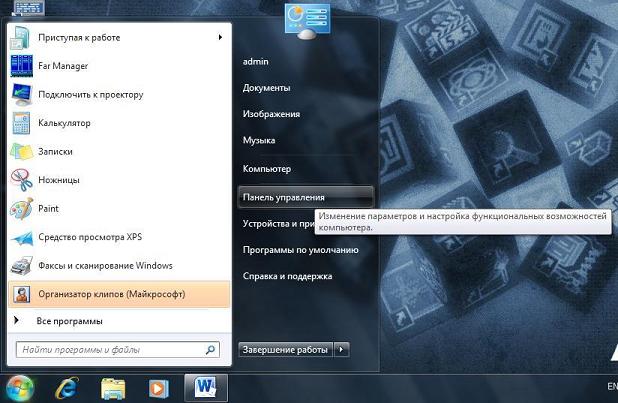 Приступая к работе
Far Manager
Подключить к проектору
Калькулятор
Записки
Ножницы
Paint
Средство просмотра XPS
Факсы и сканирование Windows
Организатор клипов (Майкрософт)
Все программы
Найти программы и файлы
admin
Документы
Изображения
Музыка
Компьютер
Панель управления
Изменение параметров и настройка функциональных возможностей
компьютера.
Устройства и при
Программы по умолчанию
Справка и поддержка
Завершение работы
W
EN